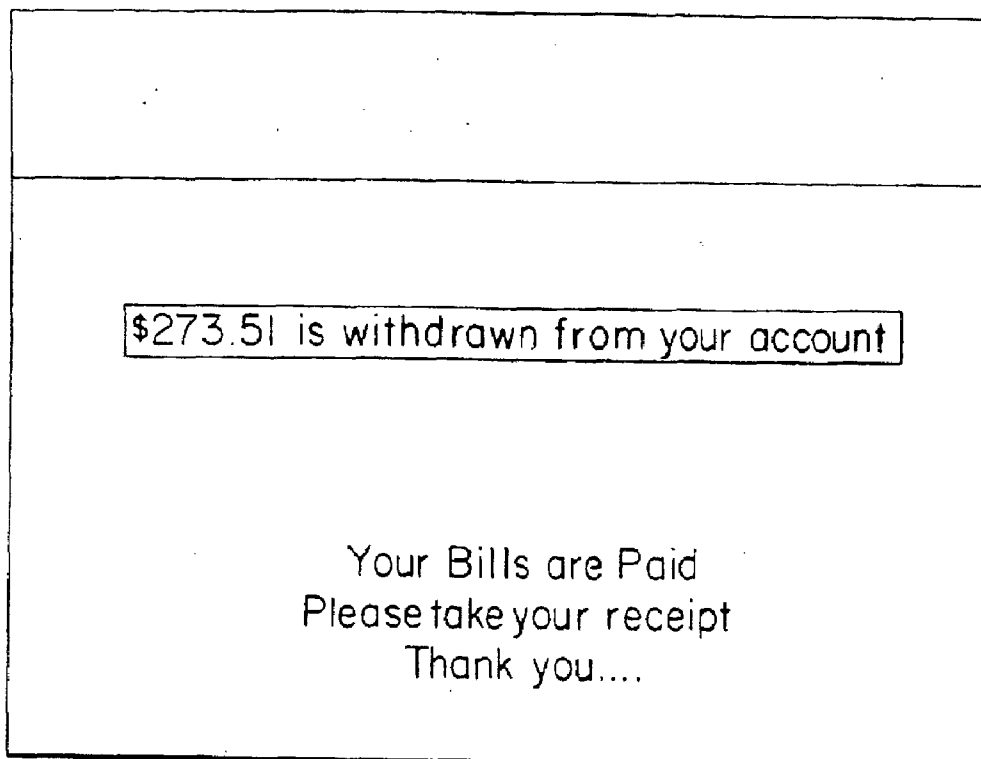 $273.51 is withdrawn from your account
Your Bills are Paid
Please take your receipt
Thank you....